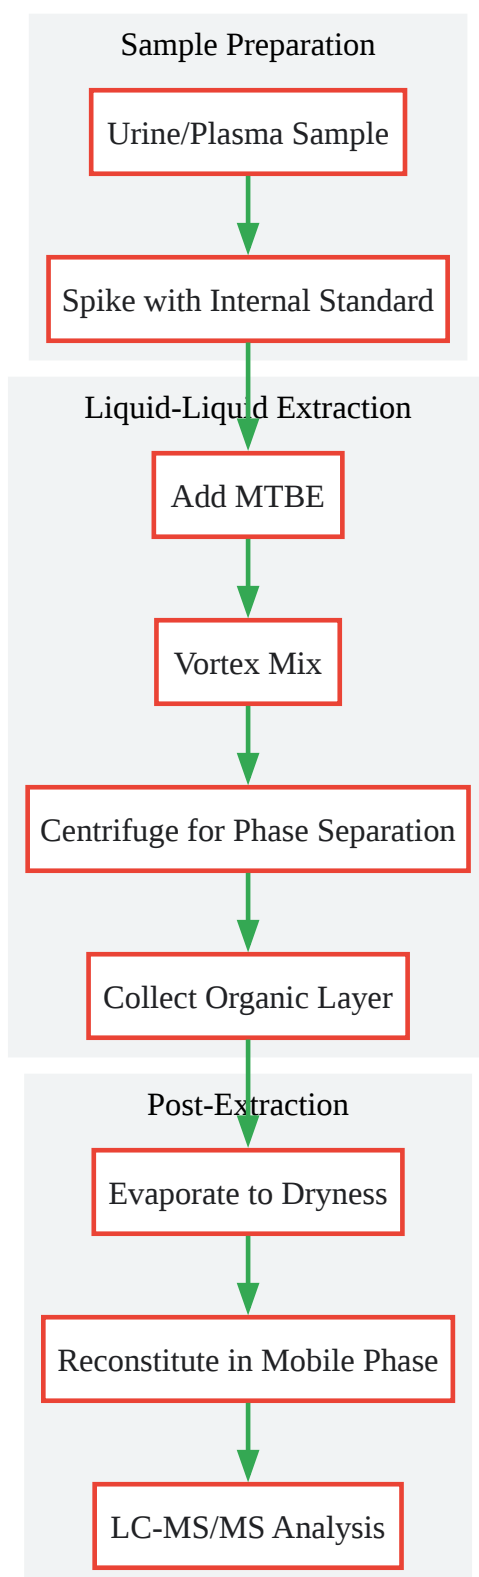 Sample Preparation
Urine/Plasma Sample
Spike with Internal Standard
Liquid-Liquid Extraction
Add MTBE
Vortex Mix
Centrifuge for Phase Separation
Collect Organic Layer
Post-Extraction
Evaporate to Dryness
Reconstitute in Mobile Phase
LC-MS/MS Analysis